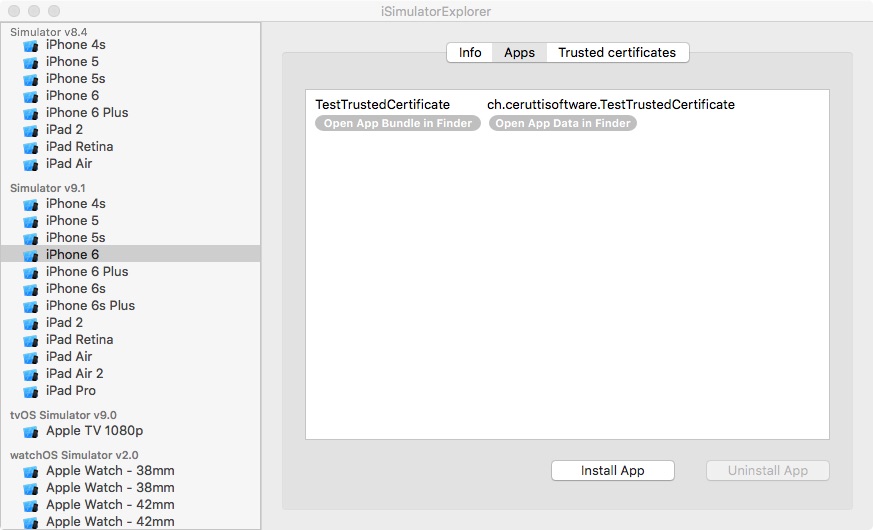 iSimulatorExplorer
Simulator v8.4
iPhone 4s
iPhone 5
iPhone 5s
iPhone 6
iPhone 6 Plus
iPad 2
iPad Retina
iPad Air
Simulator v9.1
iPhone 4s
iPhone 5
iPhone 5s
iPhone 6
iPhone 6 Plus
iPhone 6s
iPhone 6s Plus
iPad 2
iPad Retina
iPad Air
iPad Air 2
iPad Pro
tvOS Simulator v9.0
Apple TV 1080p
watchOS Simulator v2.0
Apple Watch - 38mm
Apple Watch - 38mm
Apple Watch - 42mm
Apple Watch - 42mm
Info Apps Trusted certificates
TestTrustedCertificate ch.ceruttisoftware.TestTrustedCertificate
Open App Bundle in Finder Open App Data in Finder
Install App Uninstall App